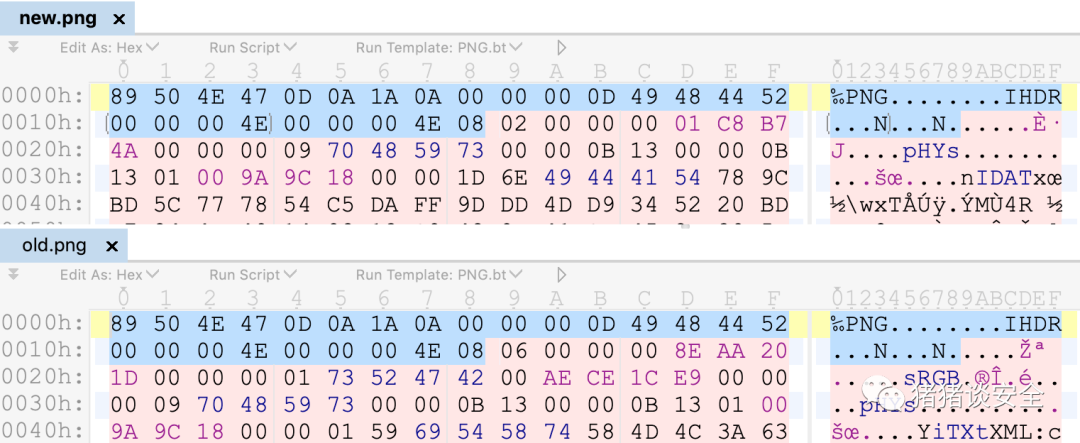 new.png ×
Edit As: Hex Run Script Run Template: PNG.bt
0 1 2 3 4 5 6 7 8 9 A B C D E F 0123456789ABCDEF
0000h: 89 50 4E 47 0D 0A 1A 0A 00 00 00 0D 49 48 44 52 ‰PNG........IHDR
0010h: 00 00 00 4E 00 00 00 4E 08 02 00 00 00 01 C8 B7 ...N...N......È·
0020h: 4A 00 00 00 09 70 48 59 73 00 00 0B 13 00 00 0B J....pHYs.......
0030h: 13 01 00 9A 9C 18 00 00 1D 6E 49 44 41 54 78 9C ...šœ....nIDATxœ
0040h: BD 5C 77 78 54 C5 DA FF 9D DD 4D D9 34 52 20 BD ½\wxTÅÚÿ.ÝMÙ4R ½
old.png ×
Edit As: Hex Run Script Run Template: PNG.bt
0 1 2 3 4 5 6 7 8 9 A B C D E F 0123456789ABCDEF
0000h: 89 50 4E 47 0D 0A 1A 0A 00 00 00 0D 49 48 44 52 ‰PNG........IHDR
0010h: 00 00 00 4E 00 00 00 4E 08 06 00 00 00 8E AA 20 ...N...N.....Žª
0020h: 1D 00 00 00 01 73 52 47 42 00 AE CE 1C E9 00 00 .....sRGB.®Î.é..
0030h: 00 09 70 48 59 73 00 00 0B 13 00 00 0B 13 01 00 ..pHYs
0040h: 9A 9C 18 00 00 01 59 69 54 58 74 58 4D 4C 3A 63 šœ....YiTXtXML:c
猪猪谈安全